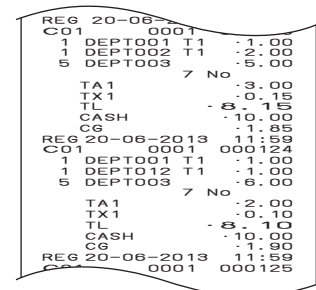 REG 20-06-
C01 0001
1 DEPT001 T1 ·1.00
1 DEPT002 T1 ·2.00
5 DEPT003 ·5.00
7 No
TA1 ·3.00
TX1 ·0.15
TL ·8.15
CASH ·10.00
CG ·1.85
REG 20-06-2013 11:59
C01 0001 000124
1 DEPT001 T1 ·1.00
1 DEPT012 T1 ·1.00
5 DEPT003 ·6.00
7 No
TA1 ·2.00
TX1 ·0.10
TL ·8.10
CASH ·10.00
CG ·1.90
REG 20-06-2013 11:59
C01 0001 000125